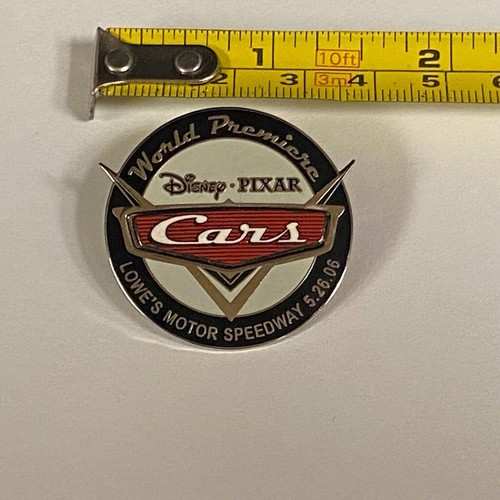 1 10ft 2
2 3 3m 4 5 6
World Premiere
Disney · PIXAR
Cars
LOWE'S MOTOR SPEEDWAY 5.26.06